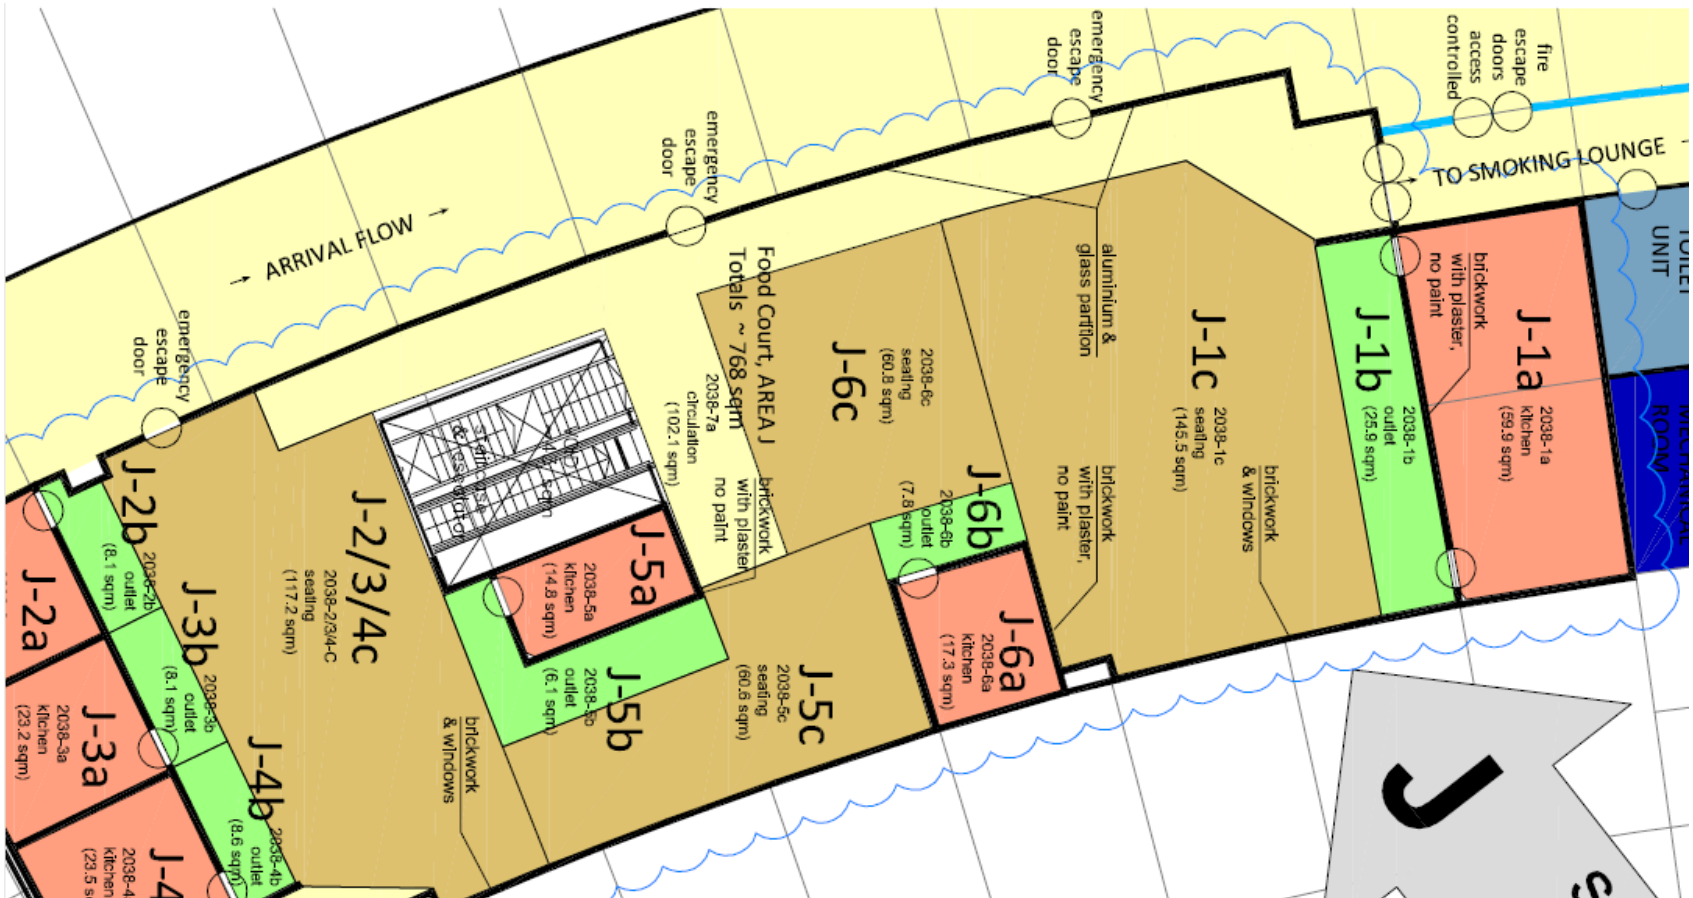 emergency
escape
door
emergency
escape
door
emergency
escape
door
fire
escape
doors
access
controlled
→ ARRIVAL FLOW →
→ TO SMOKING LOUNGE →
UNIT
ROOM
Food Court, AREA J
Totals ~ 768 sqm
2038-7a
circulation
(102.1 sqm)
brickwork
with plaster,
no paint
aluminium &
glass partition
brickwork
with plaster,
no paint
brickwork
& windows
brickwork
with plaster,
no paint
brickwork
& windows
J-1a
2038-1a
kitchen
(59.9 sqm)
J-1b
2038-1b
outlet
(25.9 sqm)
J-1c
2038-1c
seating
(145.5 sqm)
J-6c
2038-6c
seating
(60.8 sqm)
J-6b
2038-6b
outlet
(7.8 sqm)
J-6a
2038-6a
kitchen
(17.3 sqm)
J-5a
2038-5a
kitchen
(14.8 sqm)
J-5b
2038-5b
outlet
(6.1 sqm)
J-5c
2038-5c
seating
(60.6 sqm)
J-2/3/4c
2038-2/3/4-C
seating
(117.2 sqm)
J-2b
2038-2b
outlet
(8.1 sqm)
J-3b
2038-3b
outlet
(8.1 sqm)
J-4b
2038-4b
outlet
(8.6 sqm)
J-2a
J-3a
2038-3a
kitchen
(23.2 sqm)
J-4
2038-4
kitchen
(23.5 s
J
S